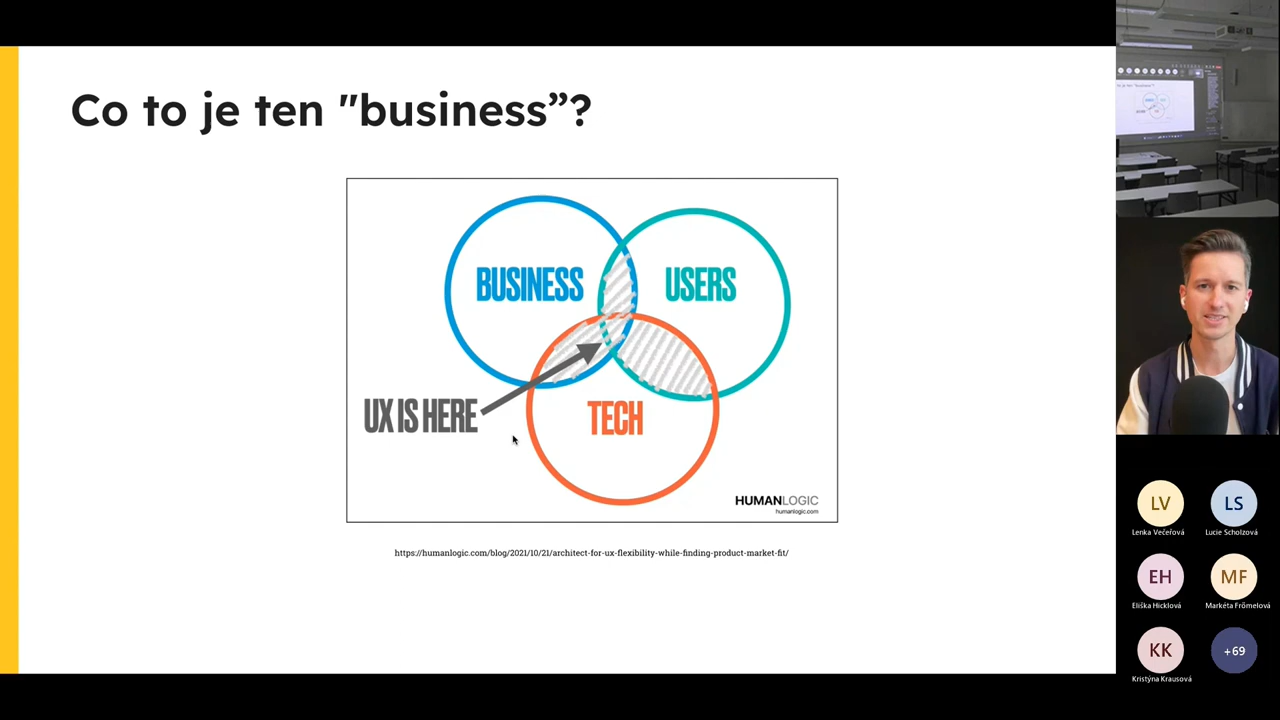 Co to je ten "business”?
BUSINESS
USERS
UX IS HERE
TECH
HUMANLOGIC
humanlogic.com
https://humanlogic.com/blog/2021/10/21/architect-for-ux-flexibility-while-finding-product-market-fit/
LV
LS
Lenka Večeřová
Lucie Scholzová
EH
MF
Eliška Hicklová
Markéta Frömelová
KK
+69
Kristýna Krausová